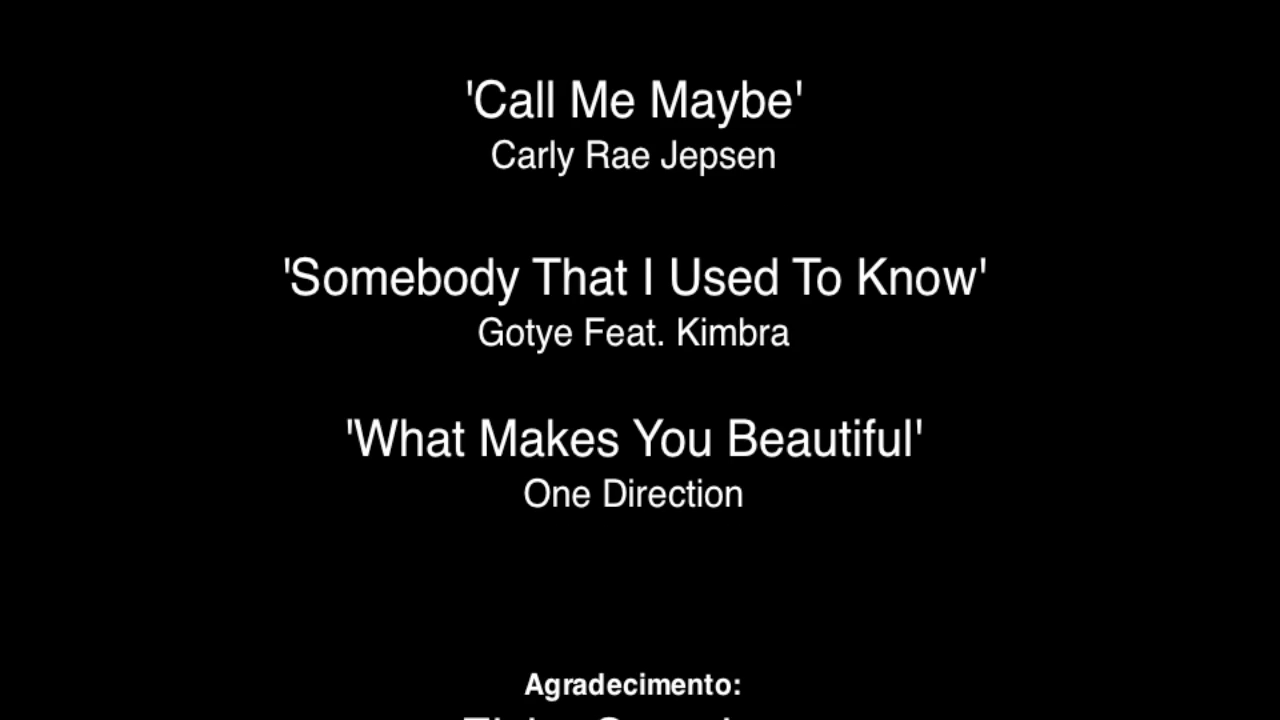 'Call Me Maybe'
Carly Rae Jepsen
'Somebody That I Used To Know'
Gotye Feat. Kimbra
'What Makes You Beautiful'
One Direction
Agradecimento: